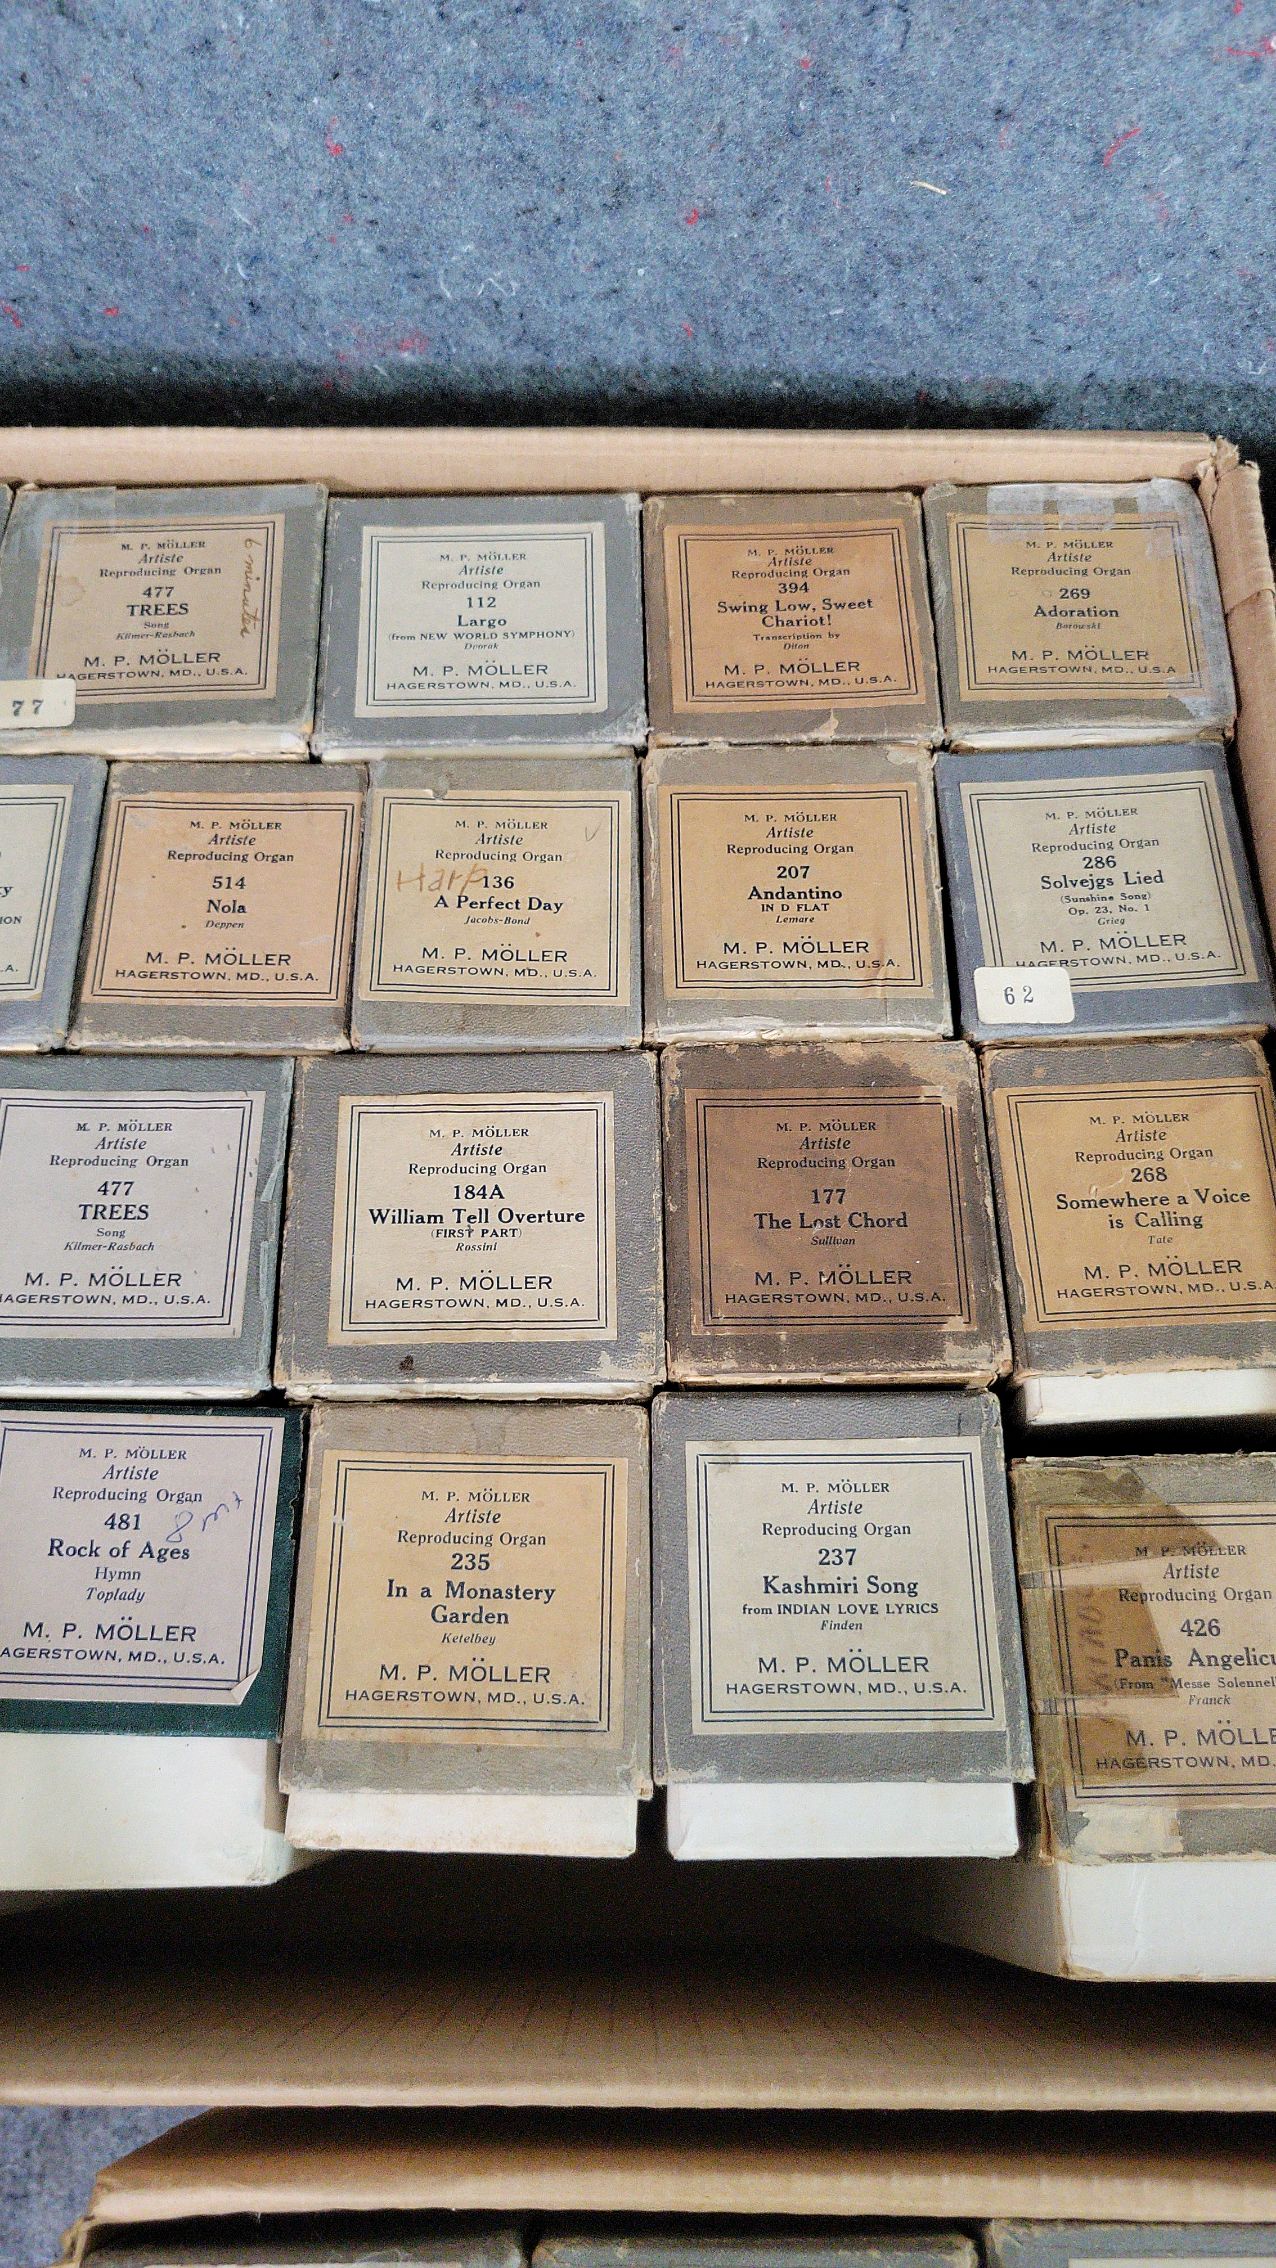 M. P. MÖLLER
Artiste
Reproducing Organ
477
TREES
Song
Kilmer-Rasbach
M. P. MÖLLER
HAGERSTOWN, MD., U.S.A.
6 minutes
77
M. P. MÖLLER
Artiste
Reproducing Organ
112
Largo
(from NEW WORLD SYMPHONY)
Dvorak
M. P. MÖLLER
HAGERSTOWN, MD., U.S.A.
M. P. MÖLLER
Artiste
Reproducing Organ
394
Swing Low, Sweet
Chariot!
Transcription by
Diton
M. P. MÖLLER
HAGERSTOWN, MD., U.S.A.
M. P. MÖLLER
Artiste
Reproducing Organ
269
Adoration
Borowski
M. P. MÖLLER
HAGERSTOWN, MD., U.S.A.
M. P. MÖLLER
Artiste
Reproducing Organ
514
Nola
Deppen
M. P. MÖLLER
HAGERSTOWN, MD., U.S.A.
M. P. MÖLLER
Artiste
Reproducing Organ
Harp 136
A Perfect Day
Jacobs-Bond
M. P. MÖLLER
HAGERSTOWN, MD., U.S.A.
M. P. MÖLLER
Artiste
Reproducing Organ
207
Andantino
IN D FLAT
Lemare
M. P. MÖLLER
HAGERSTOWN, MD., U.S.A.
M. P. MÖLLER
Artiste
Reproducing Organ
286
Solvejgs Lied
(Sunshine Song)
Op. 23, No. 1
Grieg
M. P. MÖLLER
HAGERSTOWN, MD., U.S.A.
62
M. P. MÖLLER
Artiste
Reproducing Organ
477
TREES
Song
Kilmer-Rasbach
M. P. MÖLLER
HAGERSTOWN, MD., U.S.A.
M. P. MÖLLER
Artiste
Reproducing Organ
184A
William Tell Overture
(FIRST PART)
Rossini
M. P. MÖLLER
HAGERSTOWN, MD., U.S.A.
M. P. MÖLLER
Artiste
Reproducing Organ
177
The Lost Chord
Sullivan
M. P. MÖLLER
HAGERSTOWN, MD., U.S.A.
M. P. MÖLLER
Artiste
Reproducing Organ
268
Somewhere a Voice
is Calling
Tate
M. P. MÖLLER
HAGERSTOWN, MD., U.S.A.
M. P. MÖLLER
Artiste
Reproducing Organ
481
Rock of Ages
Hymn
Toplady
M. P. MÖLLER
AGERSTOWN, MD., U.S.A.
M. P. MÖLLER
Artiste
Reproducing Organ
235
In a Monastery
Garden
Ketelbey
M. P. MÖLLER
HAGERSTOWN, MD., U.S.A.
M. P. MÖLLER
Artiste
Reproducing Organ
237
Kashmiri Song
from INDIAN LOVE LYRICS
Finden
M. P. MÖLLER
HAGERSTOWN, MD., U.S.A.
M. P. MÖLLER
Artiste
Reproducing Organ
426
Panis Angelicu
(From "Messe Solennel
Franck
M. P. MÖLLE
HAGERSTOWN, MD.